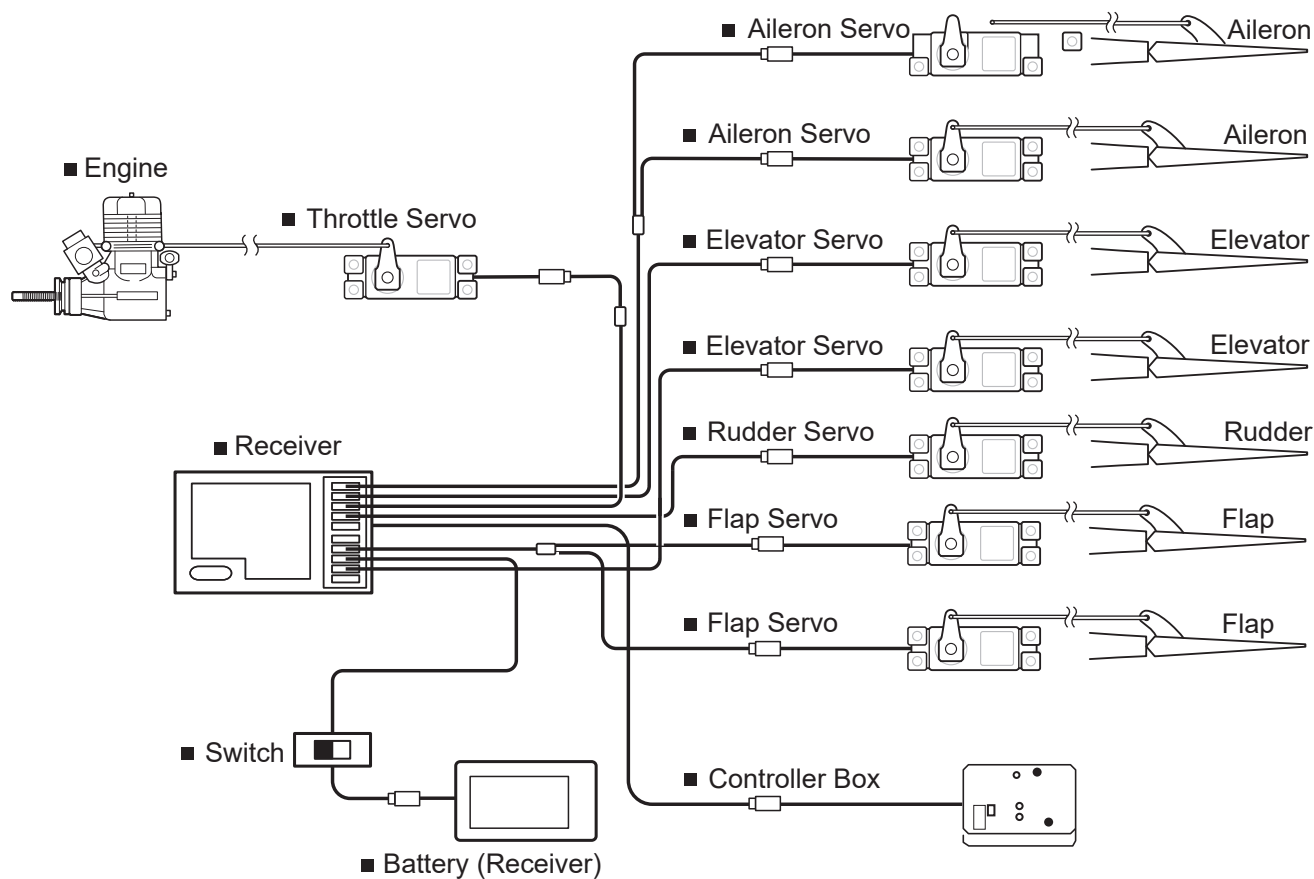 ■ Aileron Servo
Aileron
■ Aileron Servo
Aileron
■ Engine
■ Throttle Servo
■ Elevator Servo
Elevator
■ Elevator Servo
Elevator
■ Receiver
■ Rudder Servo
Rudder
■ Flap Servo
Flap
■ Flap Servo
Flap
■ Switch
■ Controller Box
■ Battery (Receiver)